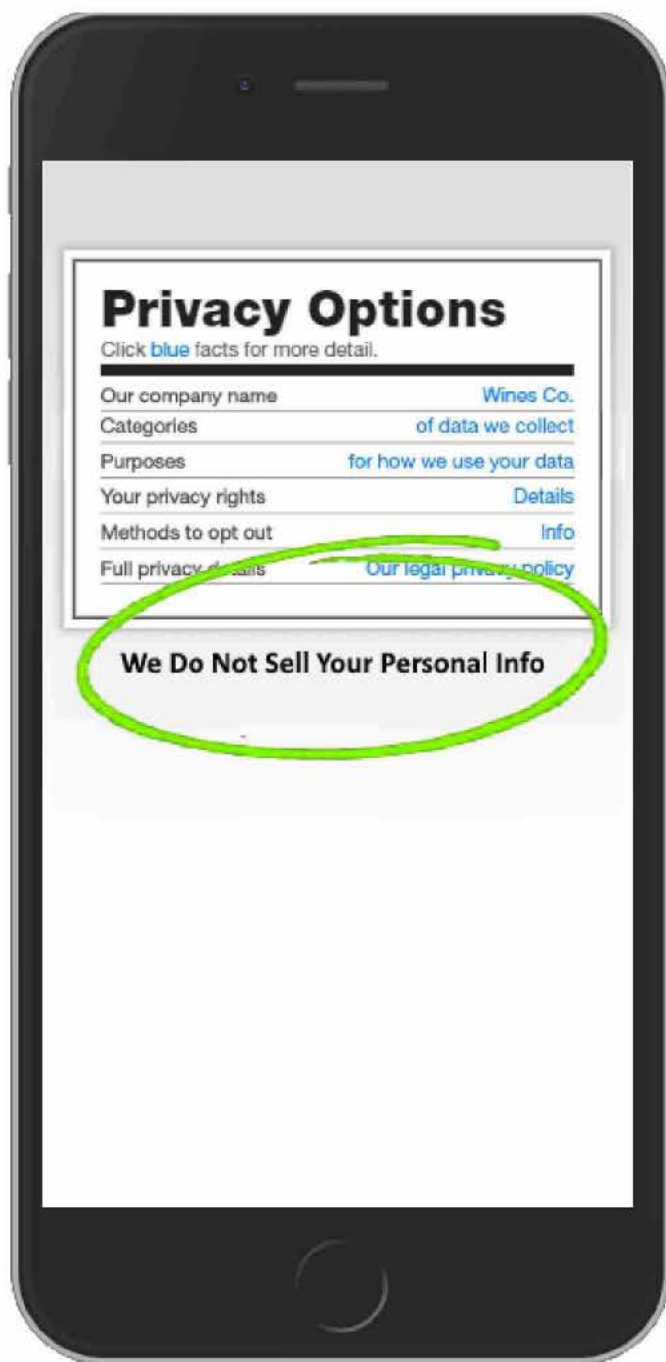 Privacy Options
Click blue facts for more detail.
Our company name Wines Co.
Categories of data we collect
Purposes for how we use your data
Your privacy rights Details
Methods to opt out Info
Full privacy details Our legal privacy policy
We Do Not Sell Your Personal Info